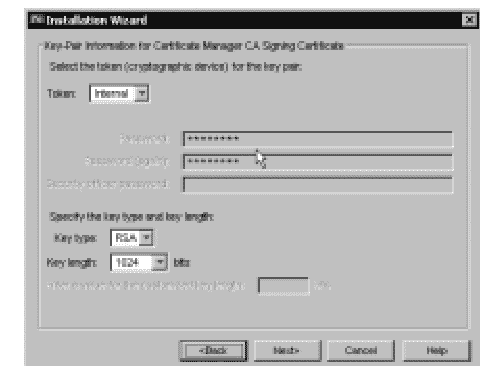 Installation Wizard
Key-Pair Information for Certificate Manager CA Signing Certificate
Select the token (cryptographic device) for the key pair:
Token: Internal
Password: ********
Password (again): ********
Security officer password:
Specify the key type and key length:
Key type: RSA
Key length: 1024 bits
<Back Next> Cancel Help